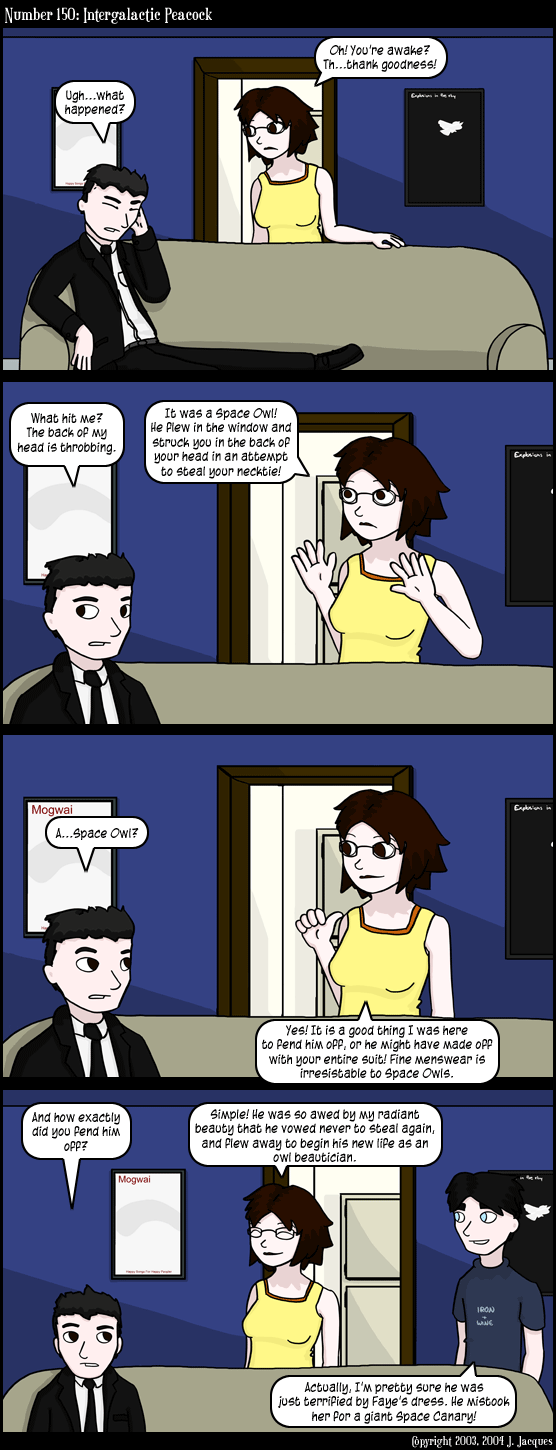 Number 150: Intergalactic Peacock
Oh! You're awake?
Th...thank goodness!
Ugh...what
happened?
Explosions in the sky
What hit me?
The back of my
head is throbbing.
It was a Space Owl!
He flew in the window and
struck you in the back of
your head in an attempt
to steal your necktie!
Explosions in
Mogwai
A...Space Owl?
Explosions in
Yes! It is a good thing I was here
to fend him off, or he might have made off
with your entire suit! Fine menswear is
irresistable to Space Owls.
And how exactly
did you fend him
off?
Simple! He was so awed by my radiant
beauty that he vowed never to steal again,
and flew away to begin his new life as an
owl beautician.
Mogwai
Happy Songs For Happy People
in the sky
IRON
+
WINE
Actually, I'm pretty sure he was
just terrified by Faye's dress. He mistook
her for a giant Space Canary!
Copyright 2003, 2004 J. Jacques